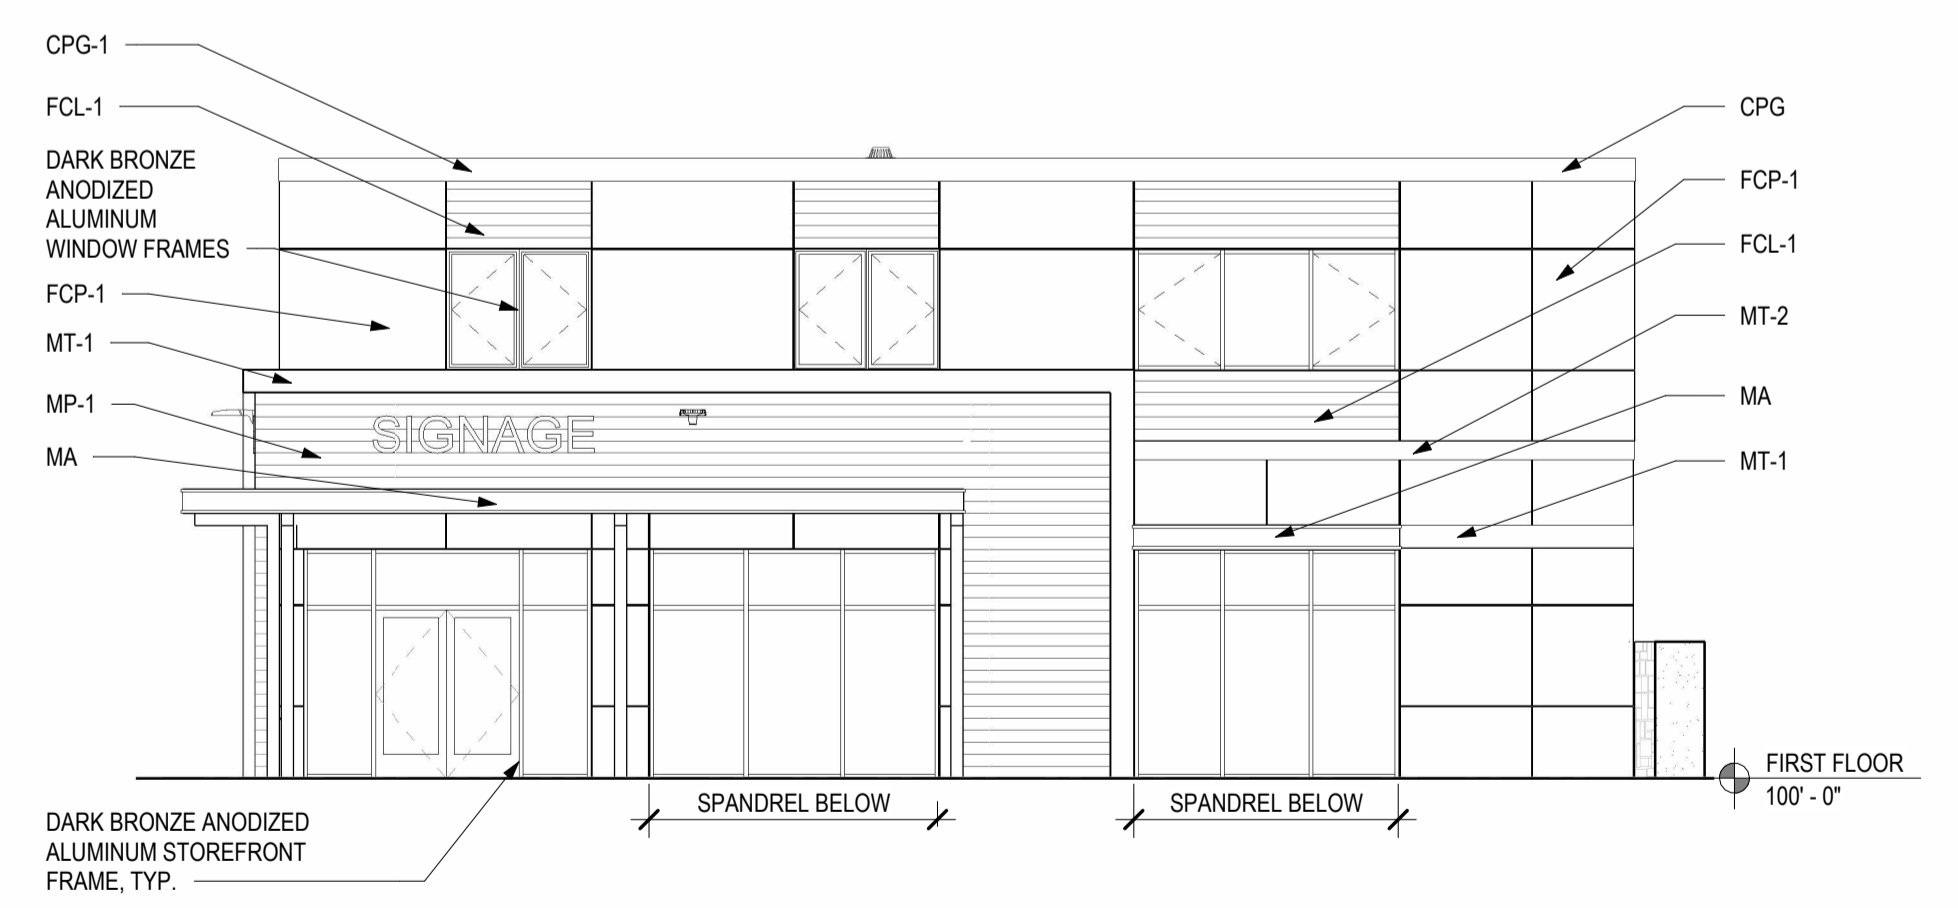 CPG-1
FCL-1
DARK BRONZE
ANODIZED
ALUMINUM
WINDOW FRAMES
FCP-1
MT-1
MP-1
MA
SIGNAGE
CPG
FCP-1
FCL-1
MT-2
MA
MT-1
FIRST FLOOR
100' - 0"
SPANDREL BELOW
SPANDREL BELOW
DARK BRONZE ANODIZED
ALUMINUM STOREFRONT
FRAME, TYP.